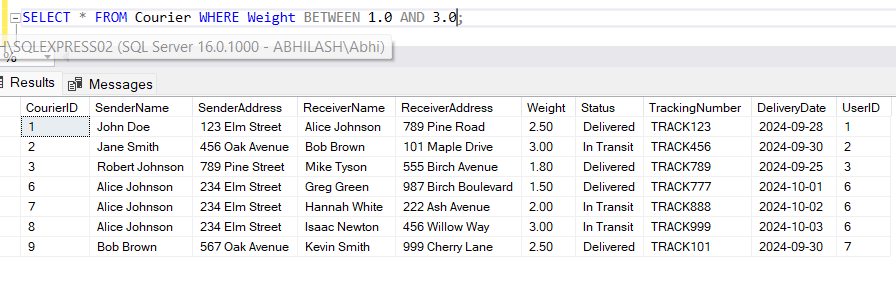 SELECT * FROM Courier WHERE Weight BETWEEN 1.0 AND 3.0;
\SQLEXPRESS02 (SQL Server 16.0.1000 - ABHILASH\Abhi)
%
Results Messages
CourierID SenderName SenderAddress ReceiverName ReceiverAddress Weight Status TrackingNumber DeliveryDate UserID
1 John Doe 123 Elm Street Alice Johnson 789 Pine Road 2.50 Delivered TRACK123 2024-09-28 1
2 Jane Smith 456 Oak Avenue Bob Brown 101 Maple Drive 3.00 In Transit TRACK456 2024-09-30 2
3 Robert Johnson 789 Pine Street Mike Tyson 555 Birch Avenue 1.80 Delivered TRACK789 2024-09-25 3
6 Alice Johnson 234 Elm Street Greg Green 987 Birch Boulevard 1.50 Delivered TRACK777 2024-10-01 6
7 Alice Johnson 234 Elm Street Hannah White 222 Ash Avenue 2.00 In Transit TRACK888 2024-10-02 6
8 Alice Johnson 234 Elm Street Isaac Newton 456 Willow Way 3.00 In Transit TRACK999 2024-10-03 6
9 Bob Brown 567 Oak Avenue Kevin Smith 999 Cherry Lane 2.50 Delivered TRACK101 2024-09-30 7